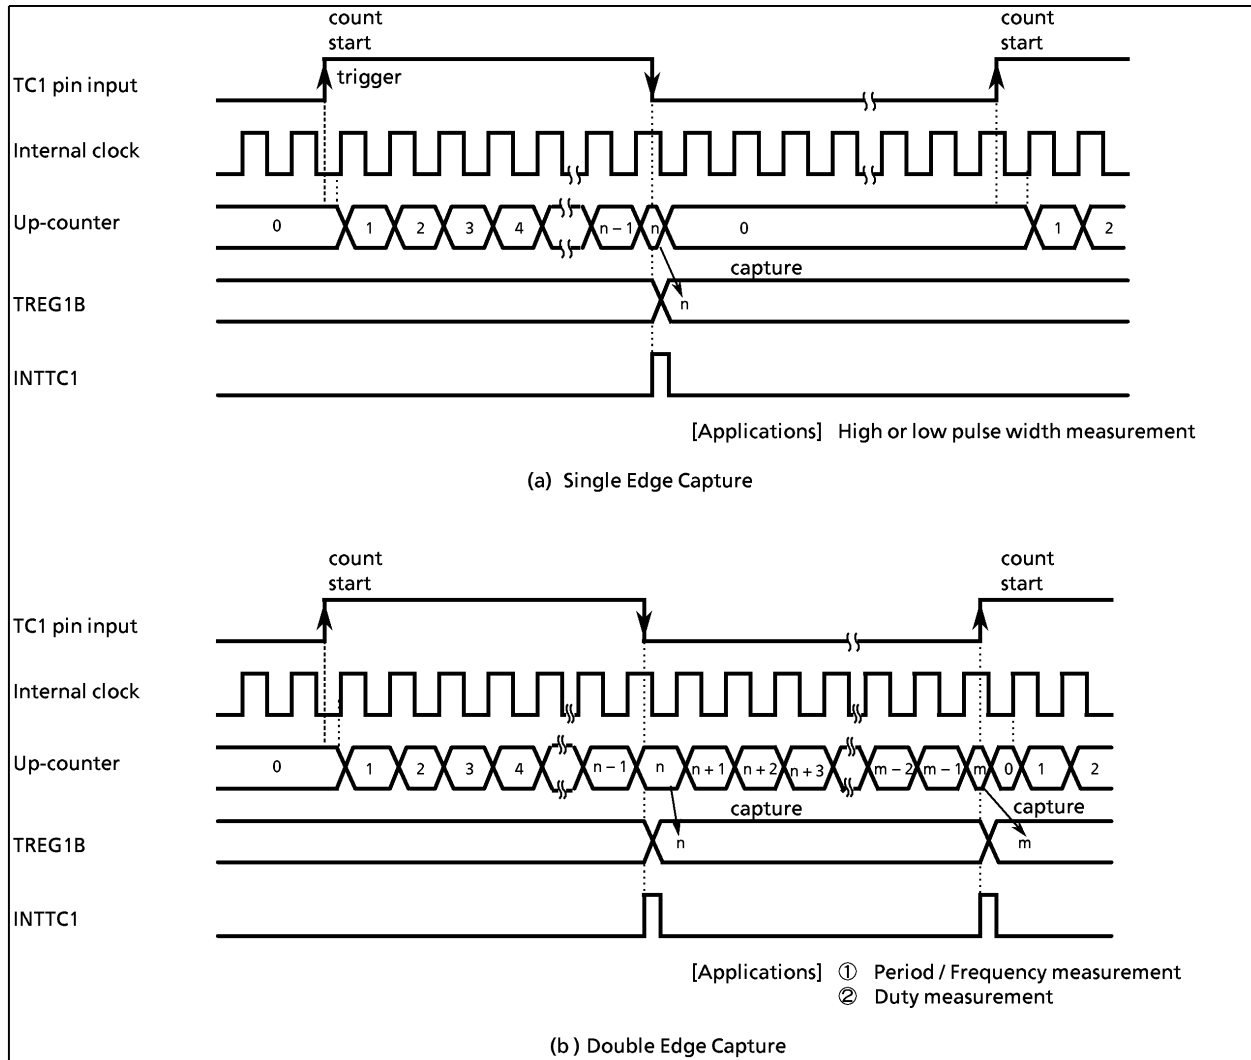 count
start
count
start
TC1 pin input
trigger
Internal clock
Up-counter
0 1 2 3 4 n – 1 n 0 1 2
capture
TREG1B
n
INTTC1
[Applications] High or low pulse width measurement
(a) Single Edge Capture
count
start
count
start
TC1 pin input
Internal clock
Up-counter
0 1 2 3 4 n – 1 n n + 1 n + 2 n + 3 m – 2 m – 1 m 0 1 2
capture
capture
TREG1B
n
m
INTTC1
[Applications] ① Period / Frequency measurement
② Duty measurement
(b ) Double Edge Capture